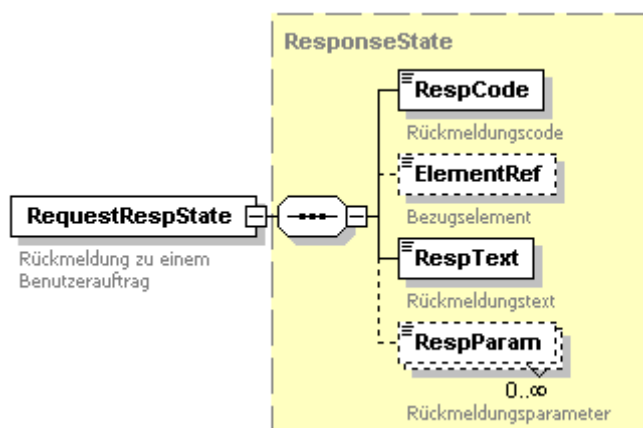 ResponseState
RespCode
Rückmeldungscode
ElementRef
Bezugselement
RequestRespState
Rückmeldung zu einem
Benutzerauftrag
RespText
Rückmeldungstext
RespParam
0..∞
Rückmeldungsparameter